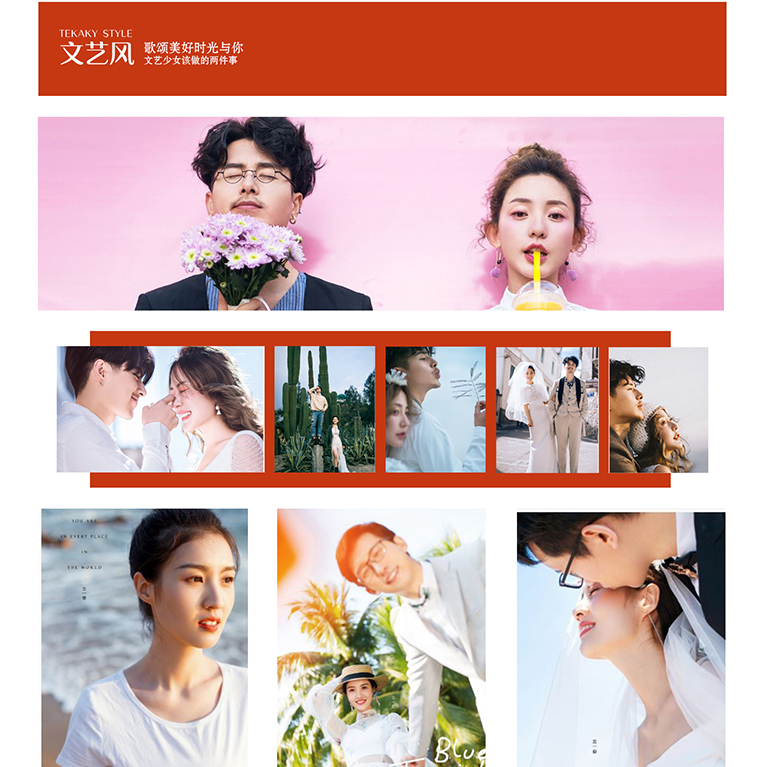 TEKAKY STYLE
文艺风
歌颂美好时光与你
文艺少女该做的两件事
YOU ARE
IN EVERY PLACE
IN
THE WORLD
Blue